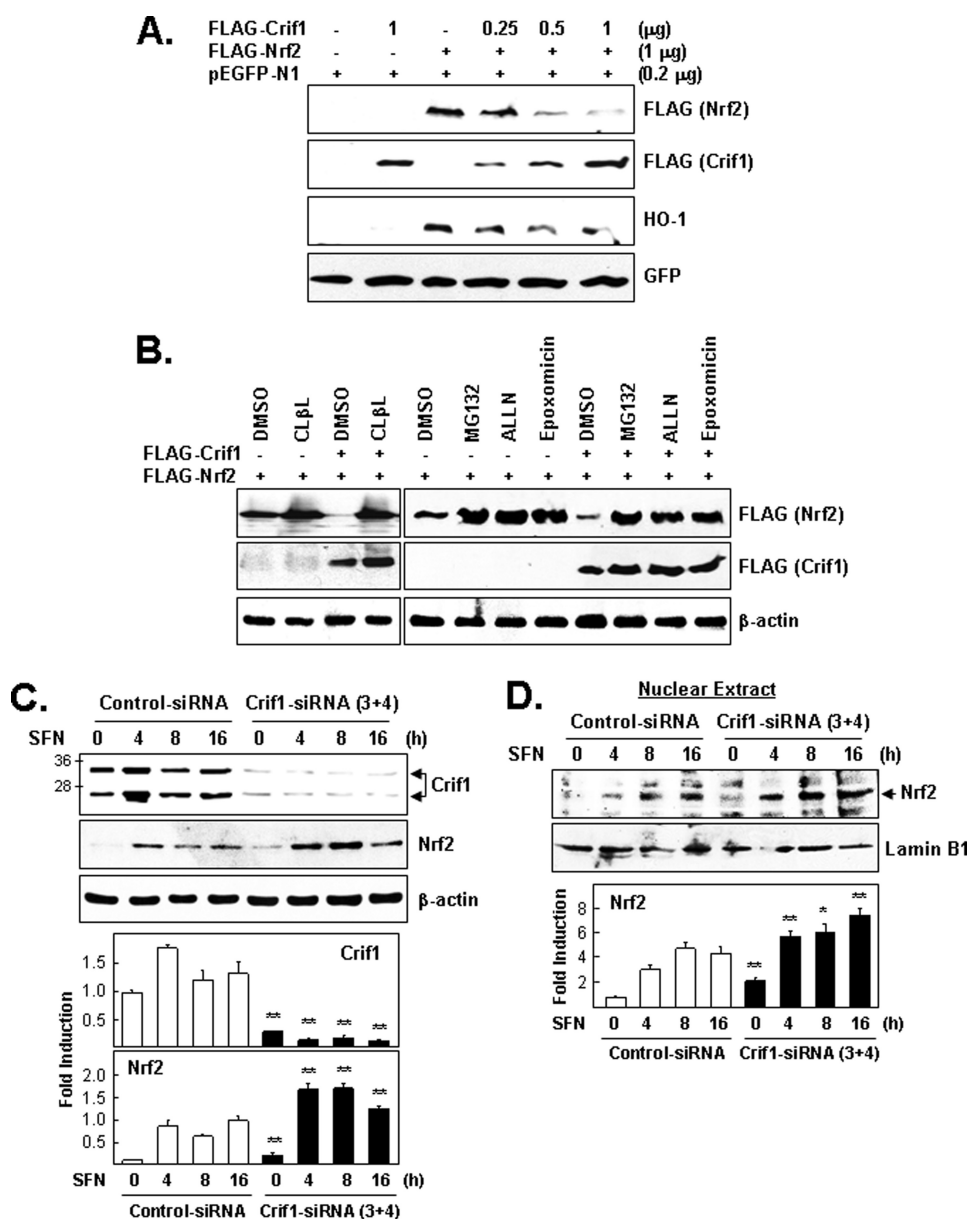 A.
FLAG-Crif1 - 1 - 0.25 0.5 1 (μg)
FLAG-Nrf2 - - + + + + (1 μg)
pEGFP-N1 + + + + + + (0.2 μg)
FLAG (Nrf2)
FLAG (Crif1)
HO-1
GFP
B.
DMSO CLβL DMSO CLβL DMSO MG132 ALLN Epoxomicin DMSO MG132 ALLN Epoxomicin
FLAG-Crif1 - - + + - - - - + + + +
FLAG-Nrf2 + + + + + + + + + + + +
FLAG (Nrf2)
FLAG (Crif1)
β-actin
C.
Control-siRNA Crif1-siRNA (3+4)
SFN 0 4 8 16 0 4 8 16 (h)
36
28
Crif1
Nrf2
β-actin
Fold Induction
Crif1
1.5
1.0
0.5
** ** ** **
Nrf2
2.0
1.5
1.0
0.5
** ** ** **
SFN 0 4 8 16 0 4 8 16 (h)
Control-siRNA Crif1-siRNA (3+4)
D.
Nuclear Extract
Control-siRNA Crif1-siRNA (3+4)
SFN 0 4 8 16 0 4 8 16 (h)
Nrf2
Lamin B1
Fold Induction
Nrf2
8
6
4
2
** ** * **
SFN 0 4 8 16 0 4 8 16 (h)
Control-siRNA Crif1-siRNA (3+4)